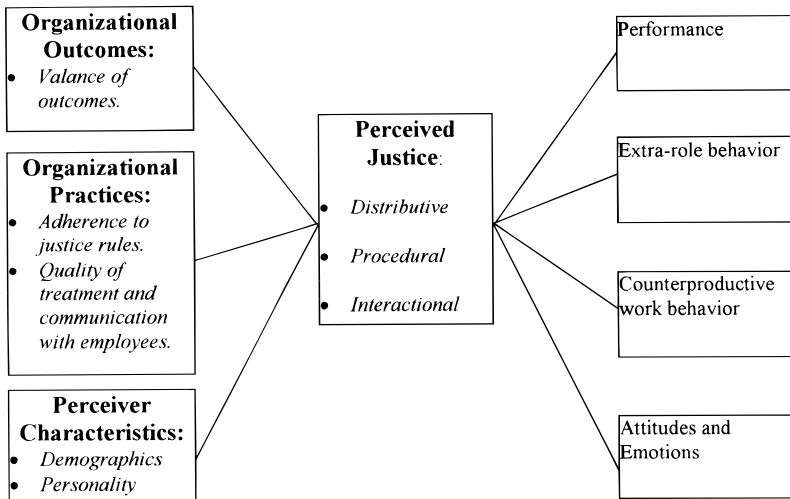 Organizational
Outcomes:
• Valance of
outcomes.
Organizational
Practices:
• Adherence to
justice rules.
• Quality of
treatment and
communication
with employees.
Perceiver
Characteristics:
• Demographics
• Personality
Perceived
Justice:
• Distributive
• Procedural
• Interactional
Performance
Extra-role behavior
Counterproductive
work behavior
Attitudes and
Emotions